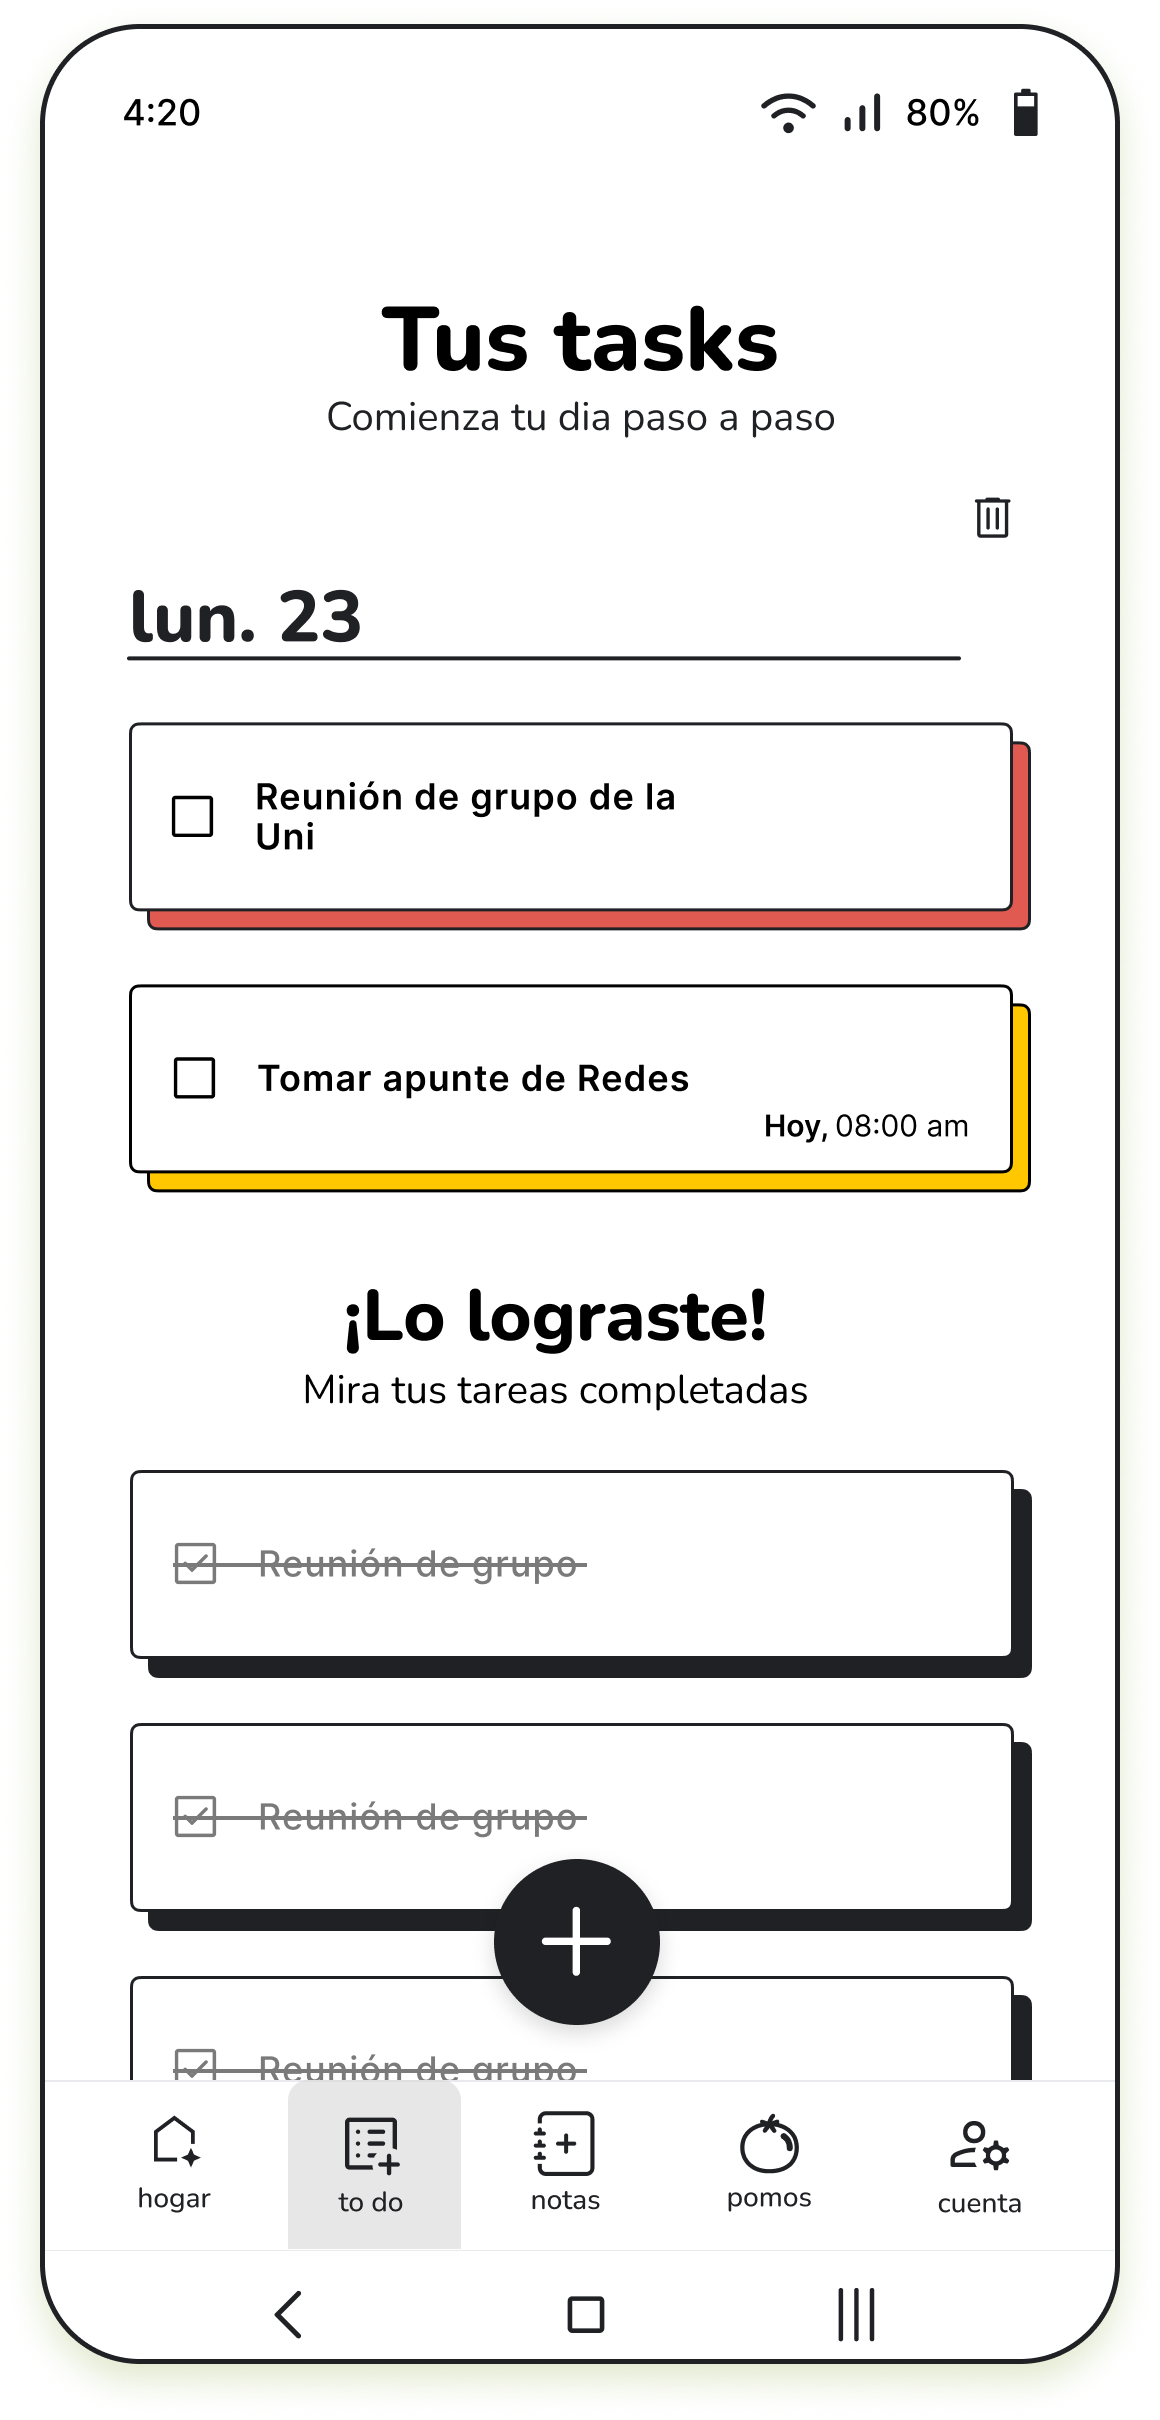 4:20
80%
Tus tasks
Comienza tu dia paso a paso
lun. 23
Reunión de grupo de la
Uni
Tomar apunte de Redes
Hoy, 08:00 am
¡Lo lograste!
Mira tus tareas completadas
Reunión de grupo
Reunión de grupo
Reunión de grupo
hogar
to do
notas
pomos
cuenta